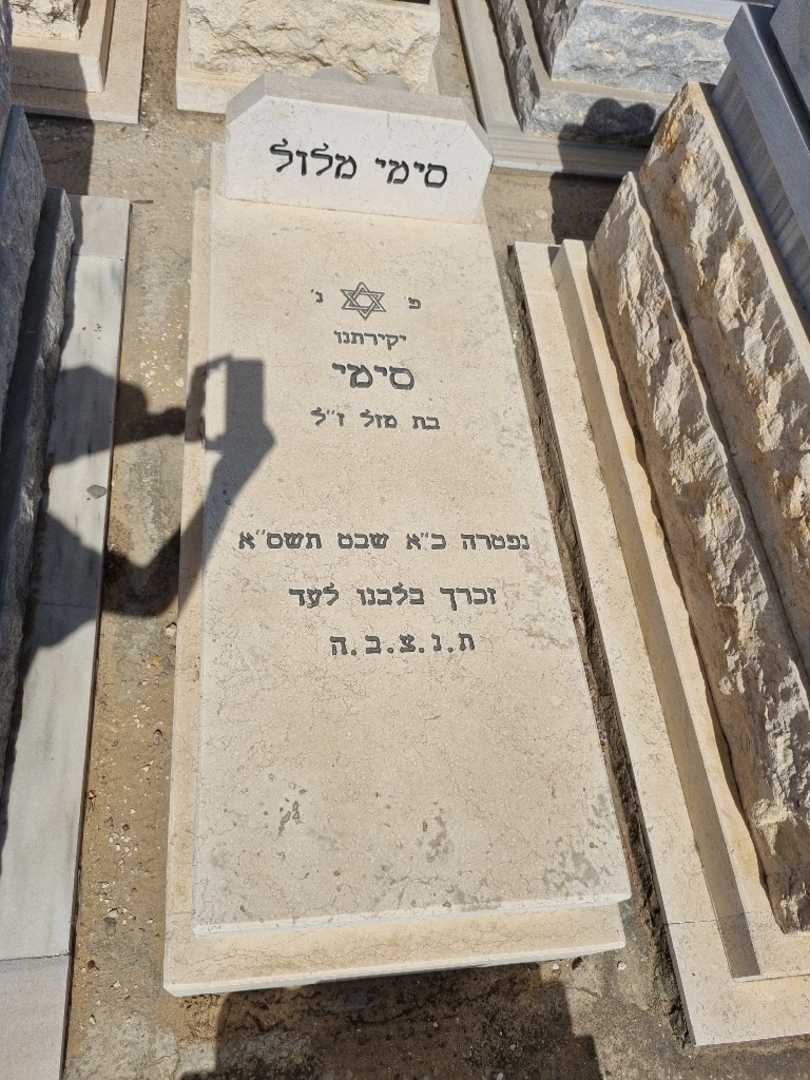 סימי מלול
פ' נ'
יקירתנו
סימי
בת מזל ז"ל
נפטרה כ"א שבט תשס"א
זכרך בלבנו לעד
ת.נ.צ.ב.ה